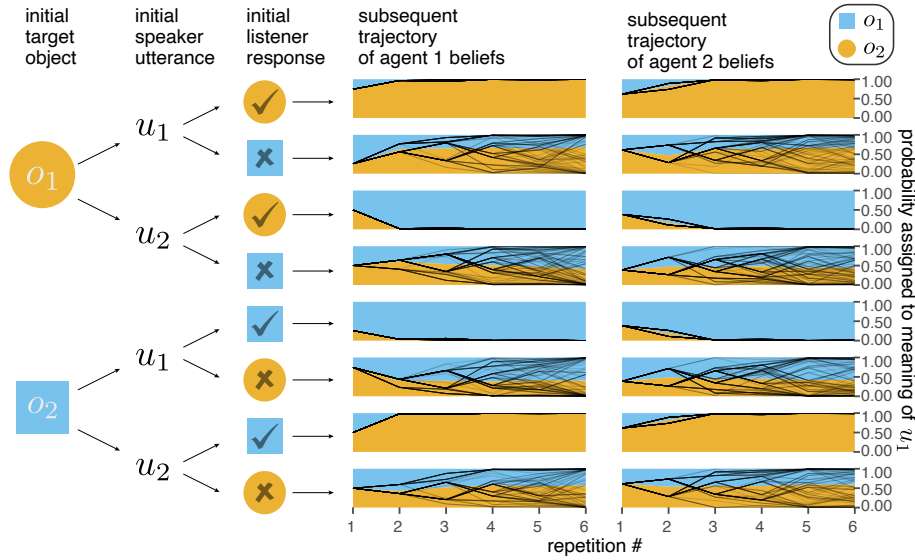 initial
target
object
initial
speaker
utterance
initial
listener
response
subsequent
trajectory
of agent 1 beliefs
subsequent
trajectory
of agent 2 beliefs
o₁
o₂
o₁
u₁
u₂
✓
✗
✓
✗
o₂
u₁
u₂
✓
✗
✓
✗
1.00
0.50
0.00
1.00
0.50
0.00
1.00
0.50
0.00
1.00
0.50
0.00
1.00
0.50
0.00
1.00
0.50
0.00
1.00
0.50
0.00
1.00
0.50
0.00
probability assigned to meaning of u₁
1 2 3 4 5 6
1 2 3 4 5 6
repetition #